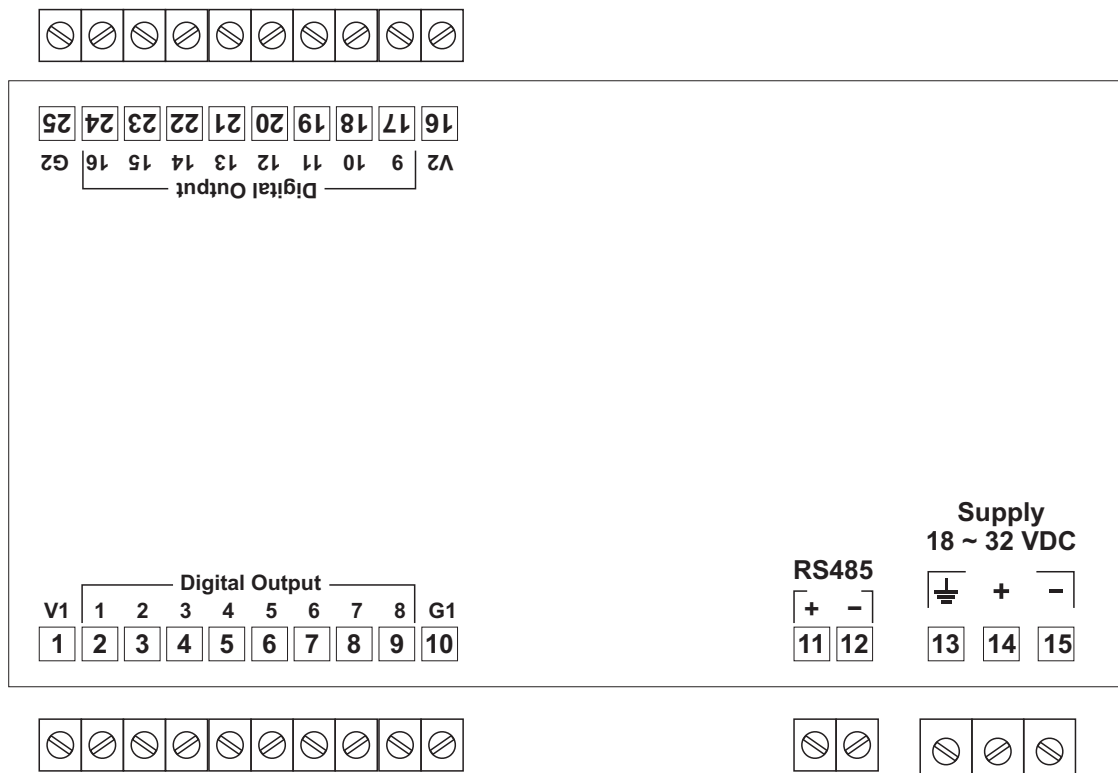 25 24 23 22 21 20 19 18 17 16
G2 16 15 14 13 12 11 10 9 V2
Digital Output
Supply
18 ~ 32 VDC
Digital Output
RS485
V1 1 2 3 4 5 6 7 8 G1
+ −
+ −
1 2 3 4 5 6 7 8 9 10
11 12
13 14 15